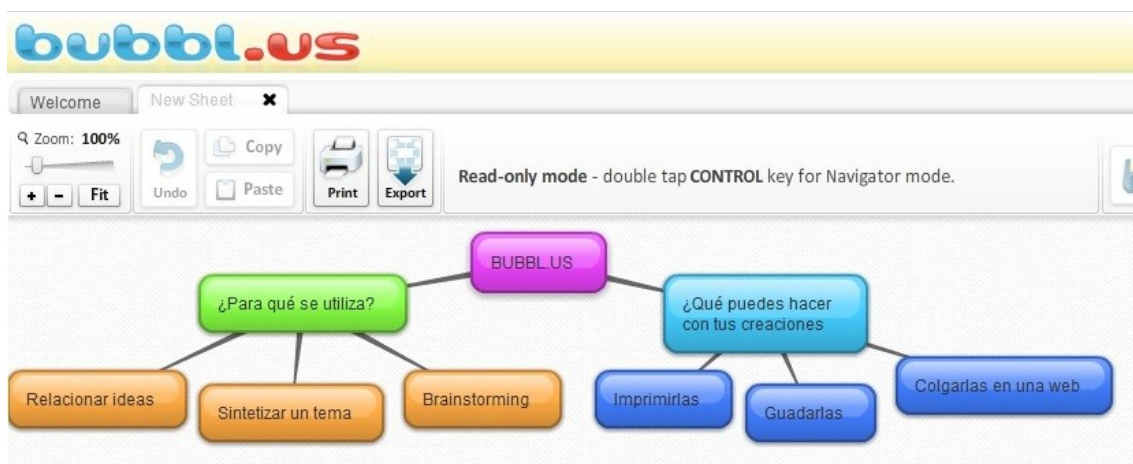 bubbl.us
Welcome
New Sheet
Zoom: 100%
+ - Fit
Undo
Copy
Paste
Print
Export
Read-only mode - double tap CONTROL key for Navigator mode.
BUBBL.US
¿Para qué se utiliza?
¿Qué puedes hacer
con tus creaciones
Relacionar ideas
Sintetizar un tema
Brainstorming
Imprimirlas
Guadarlas
Colgarlas en una web